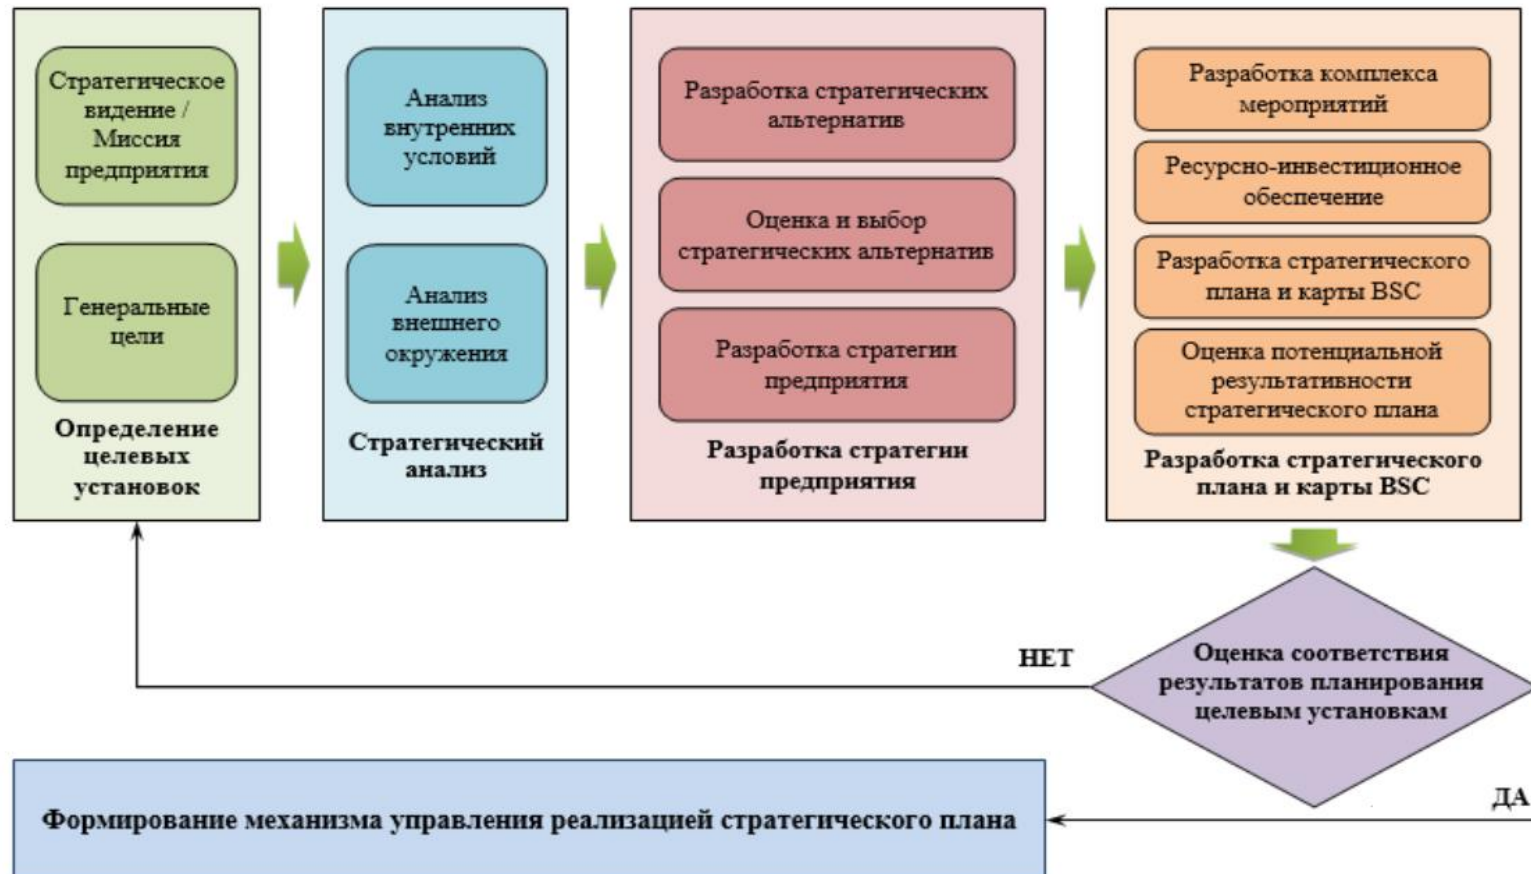 Стратегическое
видение /
Миссия
предприятия
Генеральные
цели
Определение
целевых
установок
Анализ
внутренних
условий
Анализ
внешнего
окружения
Стратегический
анализ
Разработка стратегических
альтернатив
Оценка и выбор
стратегических альтернатив
Разработка стратегии
предприятия
Разработка стратегии
предприятия
Разработка комплекса
мероприятий
Ресурсно-инвестиционное
обеспечение
Разработка стратегического
плана и карты BSC
Оценка потенциальной
результативности
стратегического плана
Разработка стратегического
плана и карты BSC
НЕТ
Оценка соответствия
результатов планирования
целевым установкам
ДА
Формирование механизма управления реализацией стратегического плана